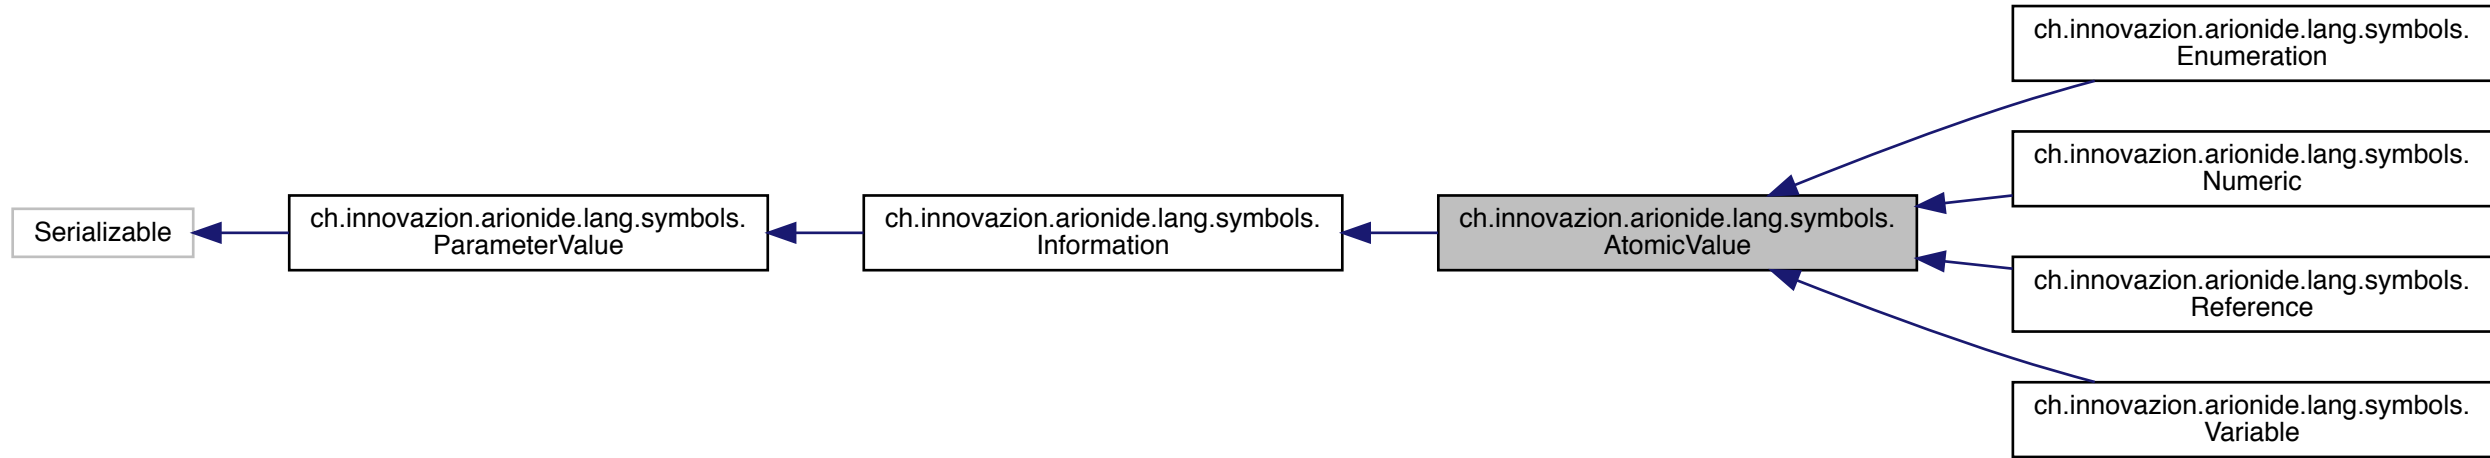 Serializable
ch.innovazion.arionide.lang.symbols.
ParameterValue
ch.innovazion.arionide.lang.symbols.
Information
ch.innovazion.arionide.lang.symbols.
AtomicValue
ch.innovazion.arionide.lang.symbols.
Enumeration
ch.innovazion.arionide.lang.symbols.
Numeric
ch.innovazion.arionide.lang.symbols.
Reference
ch.innovazion.arionide.lang.symbols.
Variable